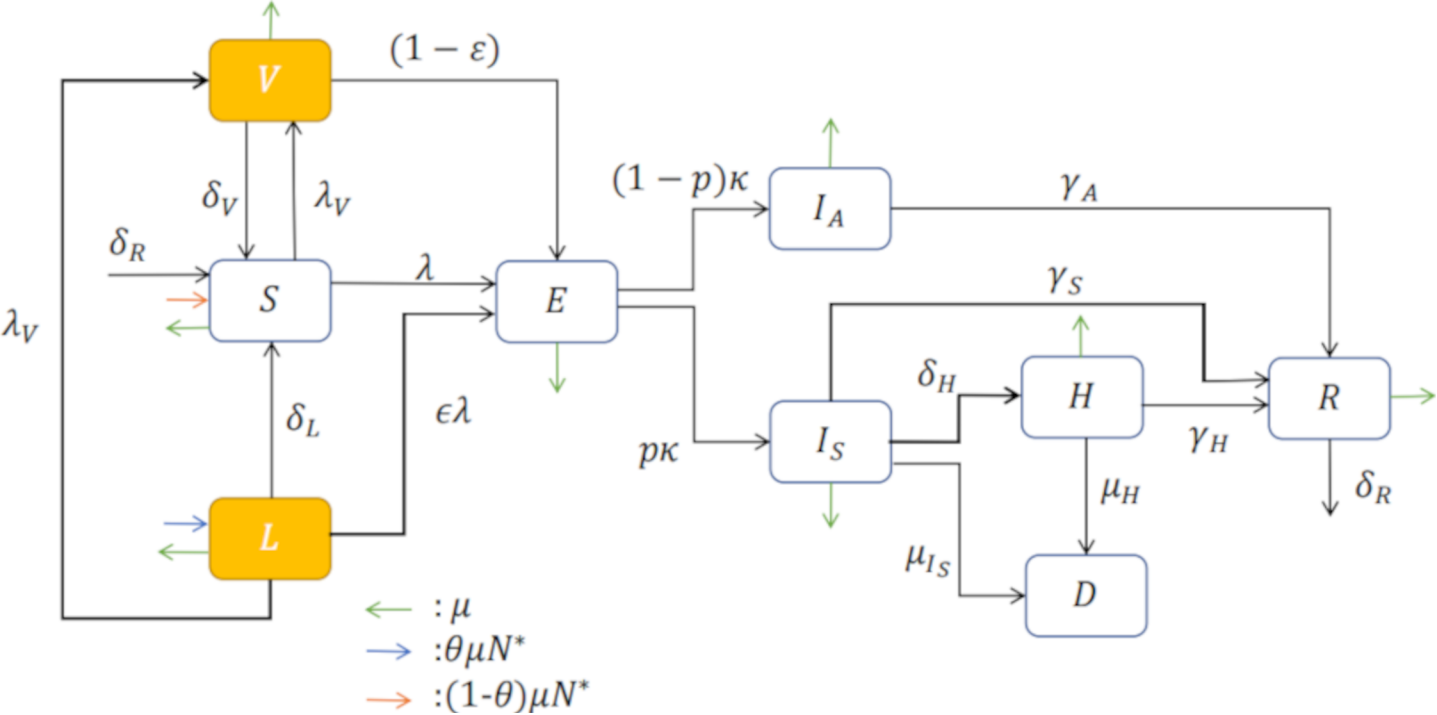 (1 − ε)
V
δ_V
λ_V
(1 − p)κ
I_A
γ_A
δ_R
S
λ
E
γ_S
λ_V
δ_H
H
R
δ_L
ϵλ
pκ
I_S
γ_H
μ_H
δ_R
L
μ_{I_S}
D
: μ
:θμN*
:(1-θ)μN*